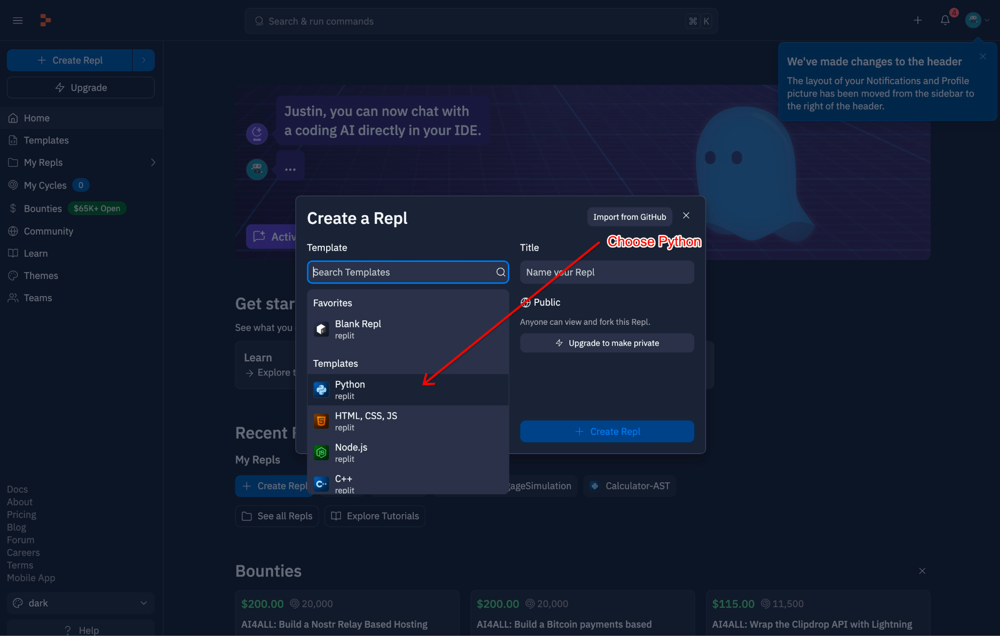 Search & run commands
⌘ K
4
Create Repl
Upgrade
Home
Templates
My Repls
My Cycles 0
Bounties $65K+ Open
Community
Learn
Themes
Teams
Docs
About
Pricing
Blog
Forum
Careers
Terms
Mobile App
dark
? Help
We've made changes to the header
The layout of your Notifications and Profile
picture has been moved from the sidebar to
the right of the header.
Justin, you can now chat with
a coding AI directly in your IDE.
...
Activ
Create a Repl
Import from GitHub
Choose Python
Template
Search Templates
Favorites
Blank Repl
replit
Templates
Python
replit
HTML, CSS, JS
replit
Node.js
replit
C++
replit
Title
Name your Repl
Public
Anyone can view and fork this Repl.
Upgrade to make private
Create Repl
Get star
See what you
Learn
Explore t
Recent
My Repls
Create Repl
gageSimulation
Calculator-AST
See all Repls
Explore Tutorials
Bounties
$200.00 20,000
AI4ALL: Build a Nostr Relay Based Hosting
$200.00 20,000
AI4ALL: Build a Bitcoin payments based
$115.00 11,500
AI4ALL: Wrap the Clipdrop API with Lightning